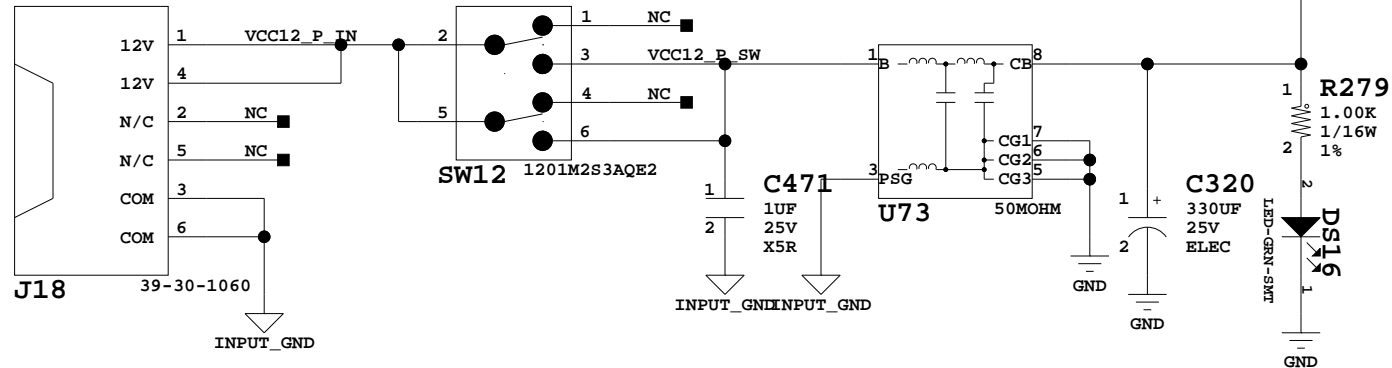 J18
39-30-1060
12V
1
VCC12_P_IN
12V
4
N/C
2
NC
N/C
5
NC
COM
3
COM
6
INPUT_GND
2
5
1
NC
3
VCC12_P_SW
4
NC
6
SW12
1201M2S3AQE2
1
C471
1UF
25V
X5R
2
INPUT_GND
INPUT_GND
1
B
3
PSG
CB
8
CG1
7
CG2
6
CG3
5
U73
50MOHM
GND
1
+
C320
330UF
25V
ELEC
2
GND
1
R279
1.00K
1/16W
1%
2
2
DS16
LED-GRN-SMT
1
GND